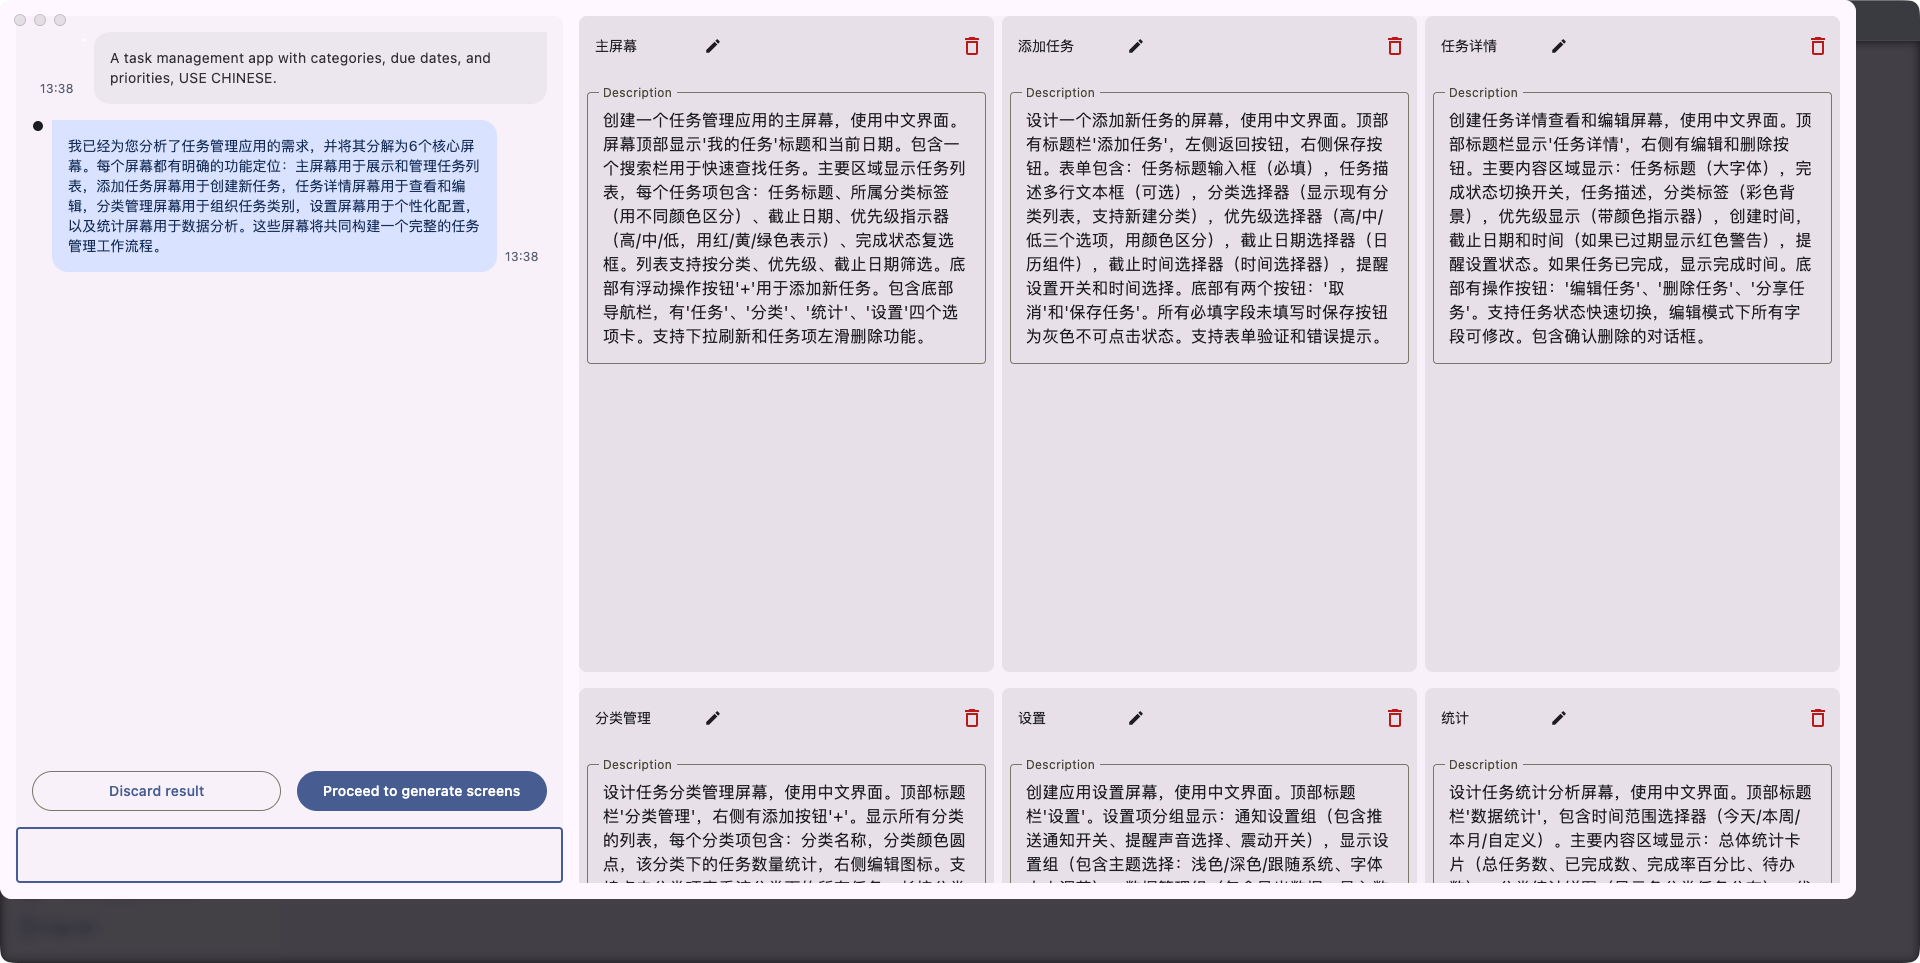 A task management app with categories, due dates, and
priorities, USE CHINESE.
13:38
我已经为您分析了任务管理应用的需求，并将其分解为6个核心屏
幕。每个屏幕都有明确的功能定位：主屏幕用于展示和管理任务列
表，添加任务屏幕用于创建新任务，任务详情屏幕用于查看和编
辑，分类管理屏幕用于组织任务类别，设置屏幕用于个性化配置，
以及统计屏幕用于数据分析。这些屏幕将共同构建一个完整的任务
管理工作流程。
13:38
Discard result
Proceed to generate screens
主屏幕
Description
创建一个任务管理应用的主屏幕，使用中文界面。
屏幕顶部显示'我的任务'标题和当前日期。包含一
个搜索栏用于快速查找任务。主要区域显示任务列
表，每个任务项包含：任务标题、所属分类标签
（用不同颜色区分）、截止日期、优先级指示器
（高/中/低，用红/黄/绿色表示）、完成状态复选
框。列表支持按分类、优先级、截止日期筛选。底
部有浮动操作按钮'+'用于添加新任务。包含底部
导航栏，有'任务'、'分类'、'统计'、'设置'四个选
项卡。支持下拉刷新和任务项左滑删除功能。
添加任务
Description
设计一个添加新任务的屏幕，使用中文界面。顶部
有标题栏'添加任务'，左侧返回按钮，右侧保存按
钮。表单包含：任务标题输入框（必填），任务描
述多行文本框（可选），分类选择器（显示现有分
类列表，支持新建分类），优先级选择器（高/中/
低三个选项，用颜色区分），截止日期选择器（日
历组件），截止时间选择器（时间选择器），提醒
设置开关和时间选择。底部有两个按钮：'取
消'和'保存任务'。所有必填字段未填写时保存按钮
为灰色不可点击状态。支持表单验证和错误提示。
任务详情
Description
创建任务详情查看和编辑屏幕，使用中文界面。顶
部标题栏显示'任务详情'，右侧有编辑和删除按
钮。主要内容区域显示：任务标题（大字体），完
成状态切换开关，任务描述，分类标签（彩色背
景），优先级显示（带颜色指示器），创建时间，
截止日期和时间（如果已过期显示红色警告），提
醒设置状态。如果任务已完成，显示完成时间。底
部有操作按钮：'编辑任务'、'删除任务'、'分享任
务'。支持任务状态快速切换，编辑模式下所有字
段可修改。包含确认删除的对话框。
分类管理
Description
设计任务分类管理屏幕，使用中文界面。顶部标题
栏'分类管理'，右侧有添加按钮'+'。显示所有分类
的列表，每个分类项包含：分类名称，分类颜色圆
点，该分类下的任务数量统计，右侧编辑图标。支
设置
Description
创建应用设置屏幕，使用中文界面。顶部标题
栏'设置'。设置项分组显示：通知设置组（包含推
送通知开关、提醒声音选择、震动开关），显示设
置组（包含主题选择：浅色/深色/跟随系统、字体
统计
Description
设计任务统计分析屏幕，使用中文界面。顶部标题
栏'数据统计'，包含时间范围选择器（今天/本周/
本月/自定义）。主要内容区域显示：总体统计卡
片（总任务数、已完成数、完成率百分比、待办